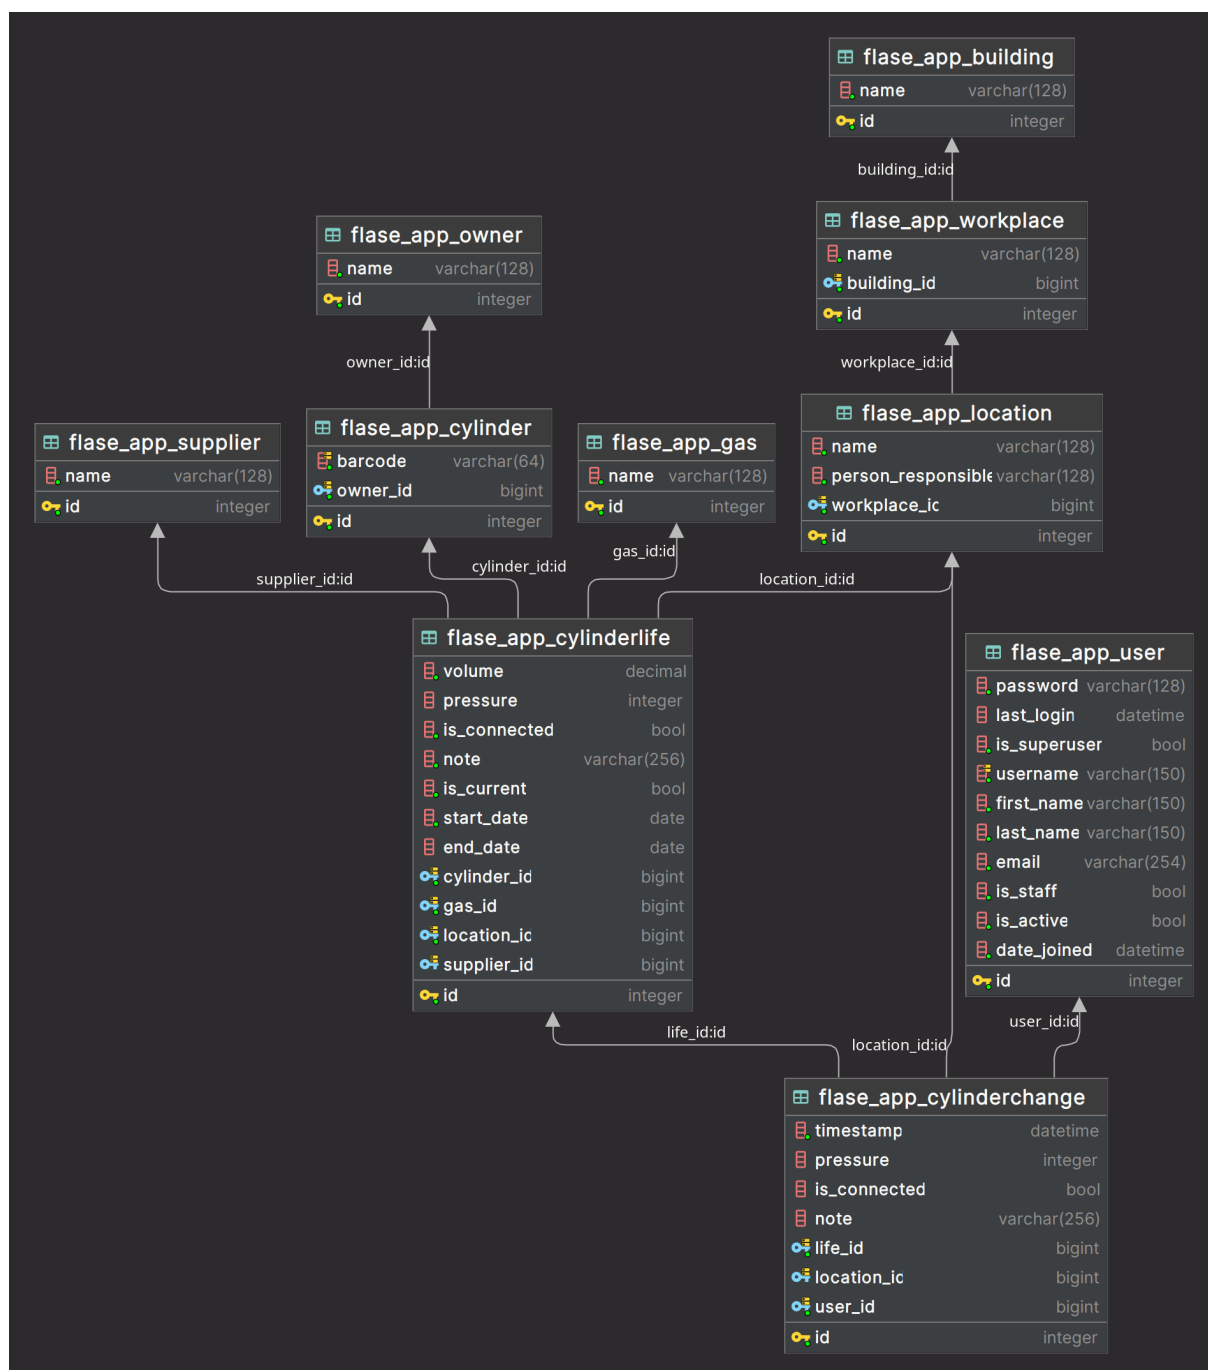 flase_app_building
name varchar(128)
id integer
building_id:id
flase_app_workplace
name varchar(128)
building_id bigint
id integer
workplace_id:id
flase_app_owner
name varchar(128)
id integer
owner_id:id
flase_app_location
name varchar(128)
person_responsible varchar(128)
workplace_id bigint
id integer
flase_app_supplier
name varchar(128)
id integer
flase_app_cylinder
barcode varchar(64)
owner_id bigint
id integer
flase_app_gas
name varchar(128)
id integer
supplier_id:id
cylinder_id:id
gas_id:id
location_id:id
flase_app_cylinderlife
volume decimal
pressure integer
is_connected bool
note varchar(256)
is_current bool
start_date date
end_date date
cylinder_id bigint
gas_id bigint
location_id bigint
supplier_id bigint
id integer
flase_app_user
password varchar(128)
last_login datetime
is_superuser bool
username varchar(150)
first_name varchar(150)
last_name varchar(150)
email varchar(254)
is_staff bool
is_active bool
date_joined datetime
id integer
life_id:id
location_id:id
user_id:id
flase_app_cylinderchange
timestamp datetime
pressure integer
is_connected bool
note varchar(256)
life_id bigint
location_id bigint
user_id bigint
id integer